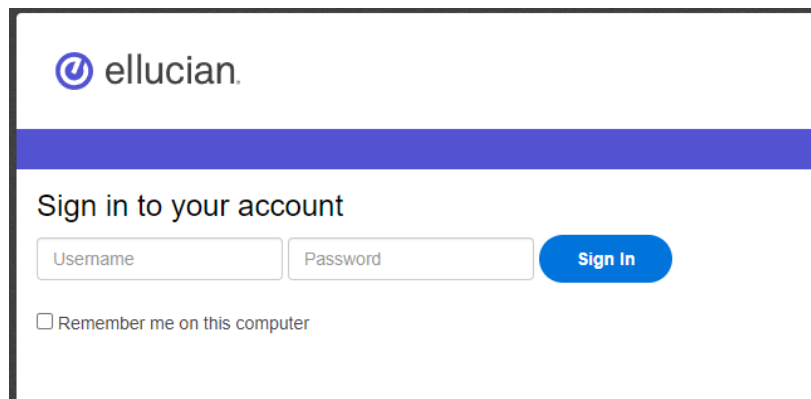 ellucian.
Sign in to your account
Username Password Sign In
Remember me on this computer